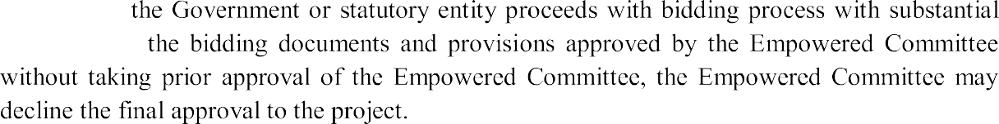 the Government or statutory entity proceeds with bidding process with substantial
the bidding documents and provisions approved by the Empowered Committee
without taking prior approval of the Empowered Committee, the Empowered Committee may
decline the final approval to the project.